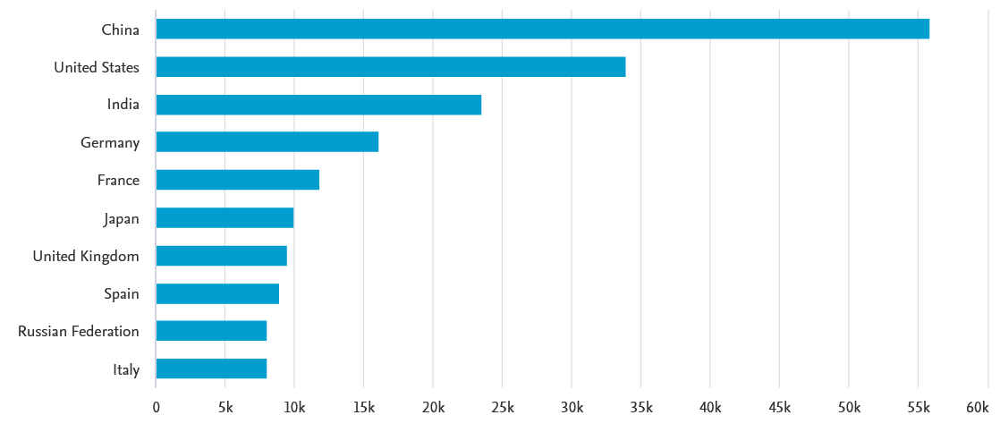 China
United States
India
Germany
France
Japan
United Kingdom
Spain
Russian Federation
Italy
0 5k 10k 15k 20k 25k 30k 35k 40k 45k 50k 55k 60k